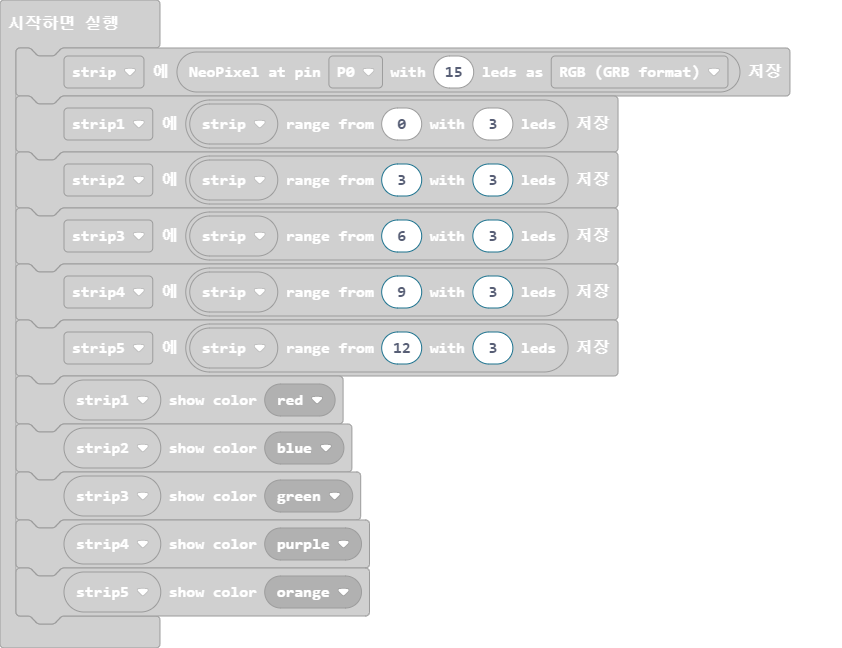 시작하면 실행
strip 에 NeoPixel at pin P0 with 15 leds as RGB (GRB format) 저장
strip1 에 strip range from 0 with 3 leds 저장
strip2 에 strip range from 3 with 3 leds 저장
strip3 에 strip range from 6 with 3 leds 저장
strip4 에 strip range from 9 with 3 leds 저장
strip5 에 strip range from 12 with 3 leds 저장
strip1 show color red
strip2 show color blue
strip3 show color green
strip4 show color purple
strip5 show color orange